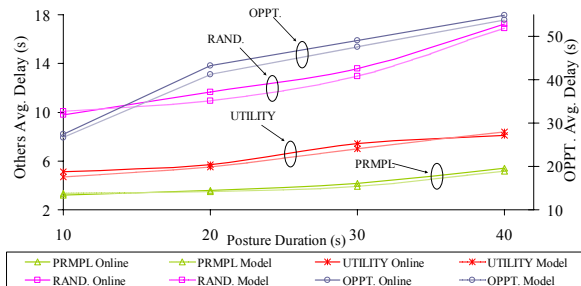 18
14
10
6
2
Others Avg. Delay (s)
OPPT.
RAND.
UTILITY
PRMPL
50
40
30
20
10
OPPT. Avg. Delay (s)
10 20 30 40
Posture Duration (s)
PRMPL Online PRMPL Model UTILITY Online UTILITY Model
RAND. Online RAND. Model OPPT. Online OPPT. Model